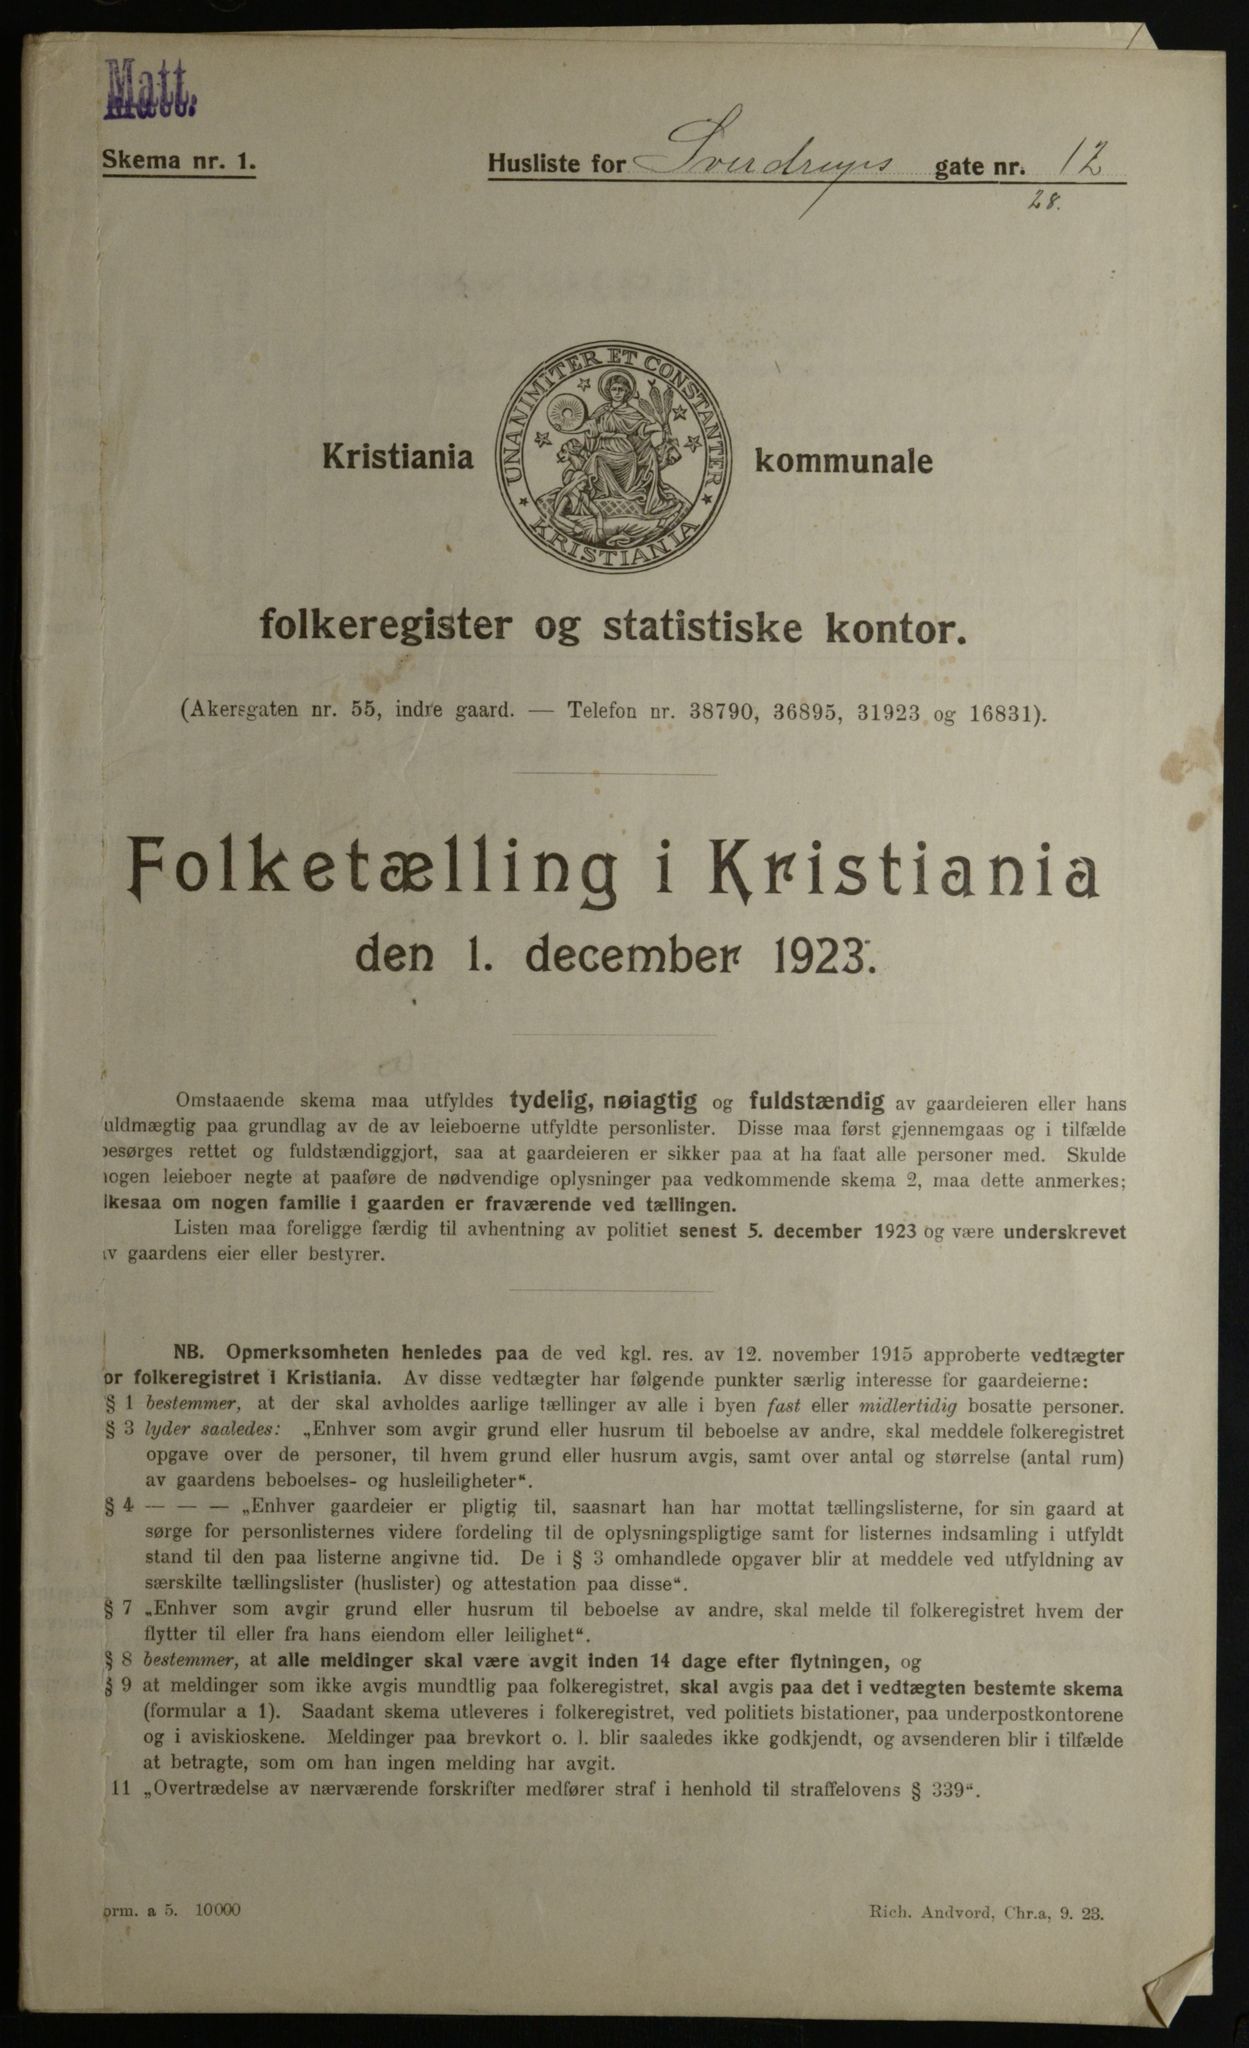 Matt.
Skema nr. 1.
Husliste for Sverdrups gate nr. 12
28.
UNANIMITER ET CONSTANTER
KRISTIANIA
Kristiania kommunale
folkeregister og statistiske kontor.
(Akersgaten nr. 55, indre gaard. — Telefon nr. 38790, 36895, 31923 og 16831).
Folketælling i Kristiania
den 1. december 1923.
Omstaaende skema maa utfyldes tydelig, nøiagtig og fuldstændig av gaardeieren eller hans
uldmægtig paa grundlag av de av leieboerne utfyldte personlister. Disse maa først gjennemgaas og i tilfælde
besørges rettet og fuldstændiggjort, saa at gaardeieren er sikker paa at ha faat alle personer med. Skulde
nogen leieboer negte at paaføre de nødvendige oplysninger paa vedkommende skema 2, maa dette anmerkes;
ikesaa om nogen familie i gaarden er fraværende ved tællingen.
Listen maa foreligge færdig til avhentning av politiet senest 5. december 1923 og være underskrevet
av gaardens eier eller bestyrer.
NB. Opmerksomheten henledes paa de ved kgl. res. av 12. november 1915 approberte vedtægter
or folkeregistret i Kristiania. Av disse vedtægter har følgende punkter særlig interesse for gaardeierne:
§ 1 bestemmer, at der skal avholdes aarlige tællinger av alle i byen fast eller midlertidig bosatte personer.
§ 3 lyder saaledes: „Enhver som avgir grund eller husrum til beboelse av andre, skal meddele folkeregistret
opgave over de personer, til hvem grund eller husrum avgis, samt over antal og størrelse (antal rum)
av gaardens beboelses- og husleiligheter“.
§ 4 — — — „Enhver gaardeier er pligtig til, saasnart han har mottat tællingslisterne, for sin gaard at
sørge for personlisternes videre fordeling til de oplysningspligtige samt for listernes indsamling i utfyldt
stand til den paa listerne angivne tid. De i § 3 omhandlede opgaver blir at meddele ved utfyldning av
særskilte tællingslister (huslister) og attestation paa disse“.
§ 7 „Enhver som avgir grund eller husrum til beboelse av andre, skal melde til folkeregistret hvem der
flytter til eller fra hans eiendom eller leilighet“.
§ 8 bestemmer, at alle meldinger skal være avgit inden 14 dage efter flytningen, og
§ 9 at meldinger som ikke avgis mundtlig paa folkeregistret, skal avgis paa det i vedtægten bestemte skema
(formular a 1). Saadant skema utleveres i folkeregistret, ved politiets bistationer, paa underpostkontorene
og i aviskioskene. Meldinger paa brevkort o. l. blir saaledes ikke godkjendt, og avsenderen blir i tilfælde
at betragte, som om han ingen melding har avgit.
11 „Overtrædelse av nærværende forskrifter medfører straf i henhold til straffelovens § 339“.
orm. a 5. 10000
Rich. Andvord, Chr.a, 9. 23.